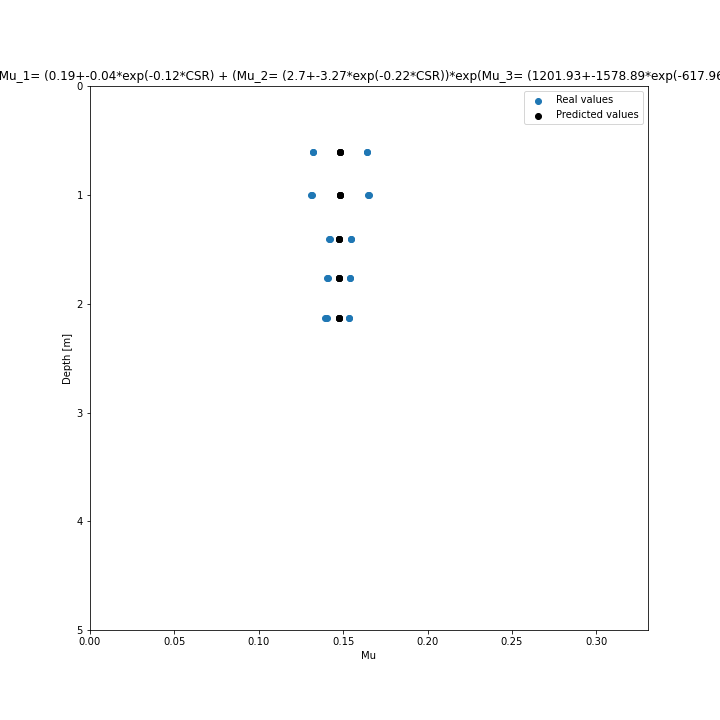 Mu_1= (0.19+-0.04*exp(-0.12*CSR) + (Mu_2= (2.7+-3.27*exp(-0.22*CSR))*exp(Mu_3= (1201.93+-1578.89*exp(-617.96
Real values
Predicted values
0
1
2
3
4
5
Depth [m]
0.00 0.05 0.10 0.15 0.20 0.25 0.30
Mu